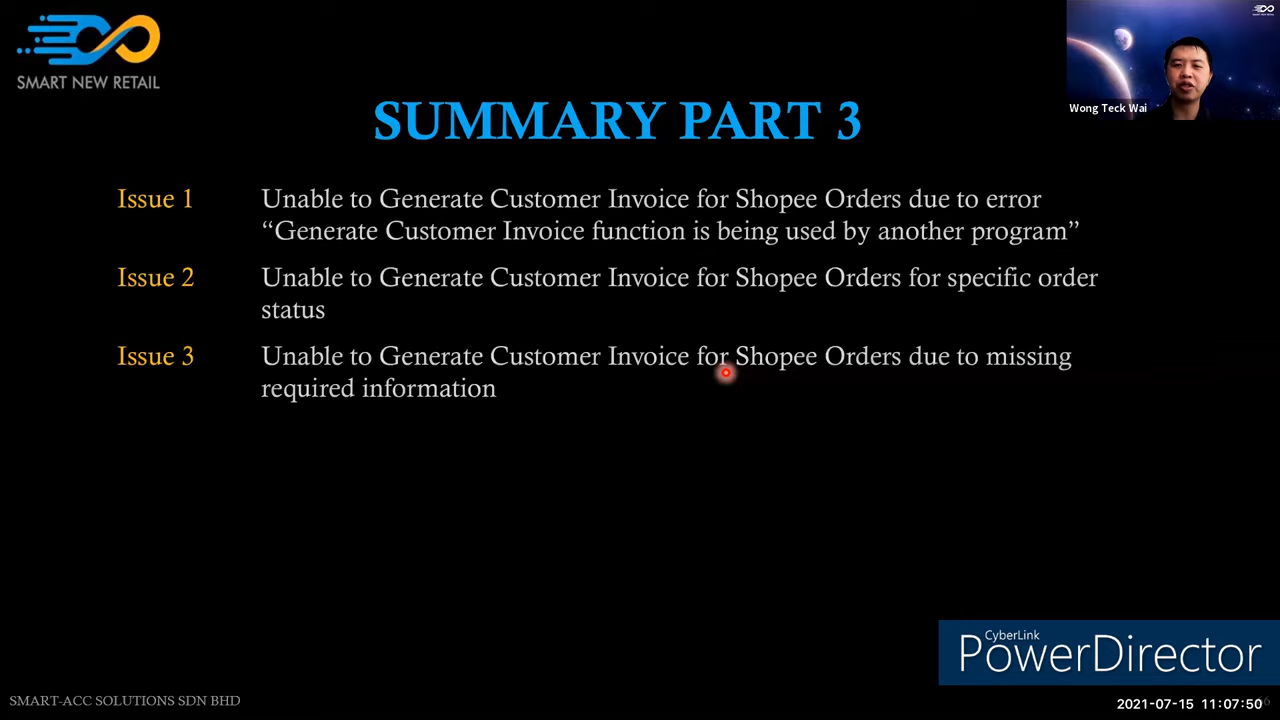 SMART NEW RETAIL
Wong Teck Wai
SUMMARY PART 3
Issue 1
Unable to Generate Customer Invoice for Shopee Orders due to error
“Generate Customer Invoice function is being used by another program”
Issue 2
Unable to Generate Customer Invoice for Shopee Orders for specific order
status
Issue 3
Unable to Generate Customer Invoice for Shopee Orders due to missing
required information
CyberLink
PowerDirector
SMART-ACC SOLUTIONS SDN BHD
2021-07-15 11:07:50